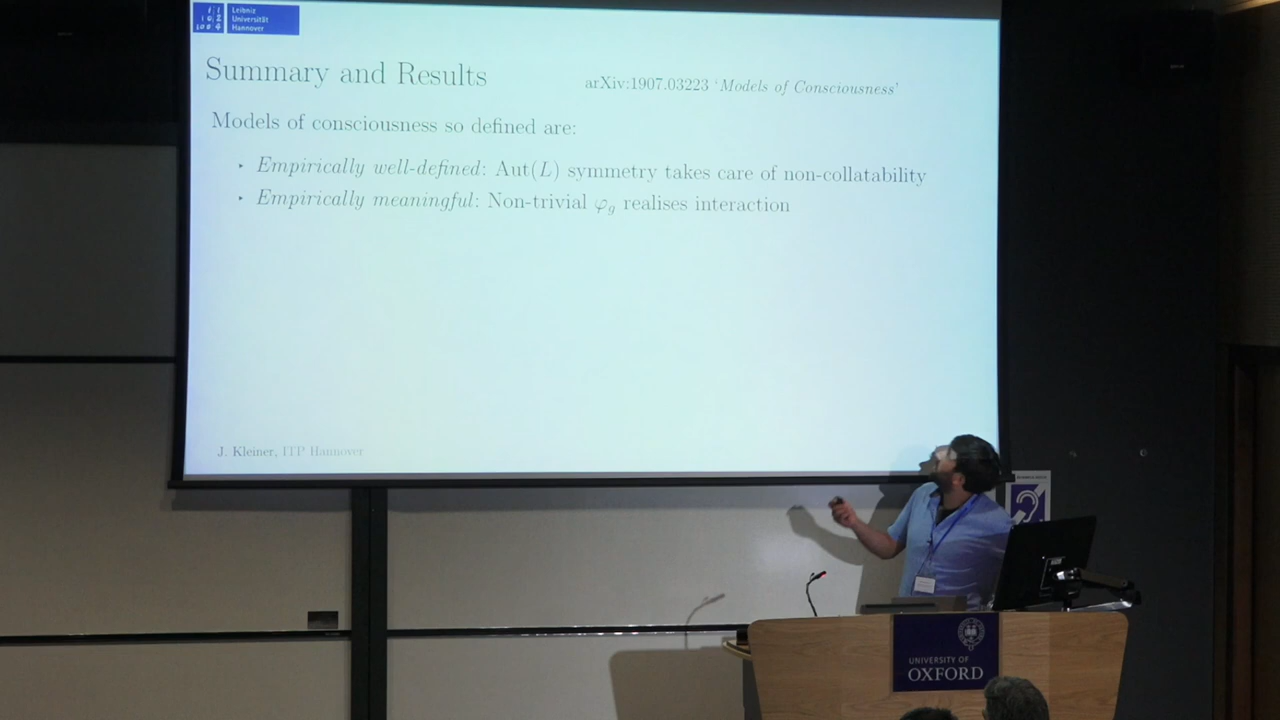 Leibniz
Universität
Hannover
Summary and Results
arXiv:1907.03223 ‘Models of Consciousness’
Models of consciousness so defined are:
‣ Empirically well-defined: Aut(L) symmetry takes care of non-collatability
‣ Empirically meaningful: Non-trivial φg realises interaction
J. Kleiner, ITP Hannover
UNIVERSITY OF
OXFORD